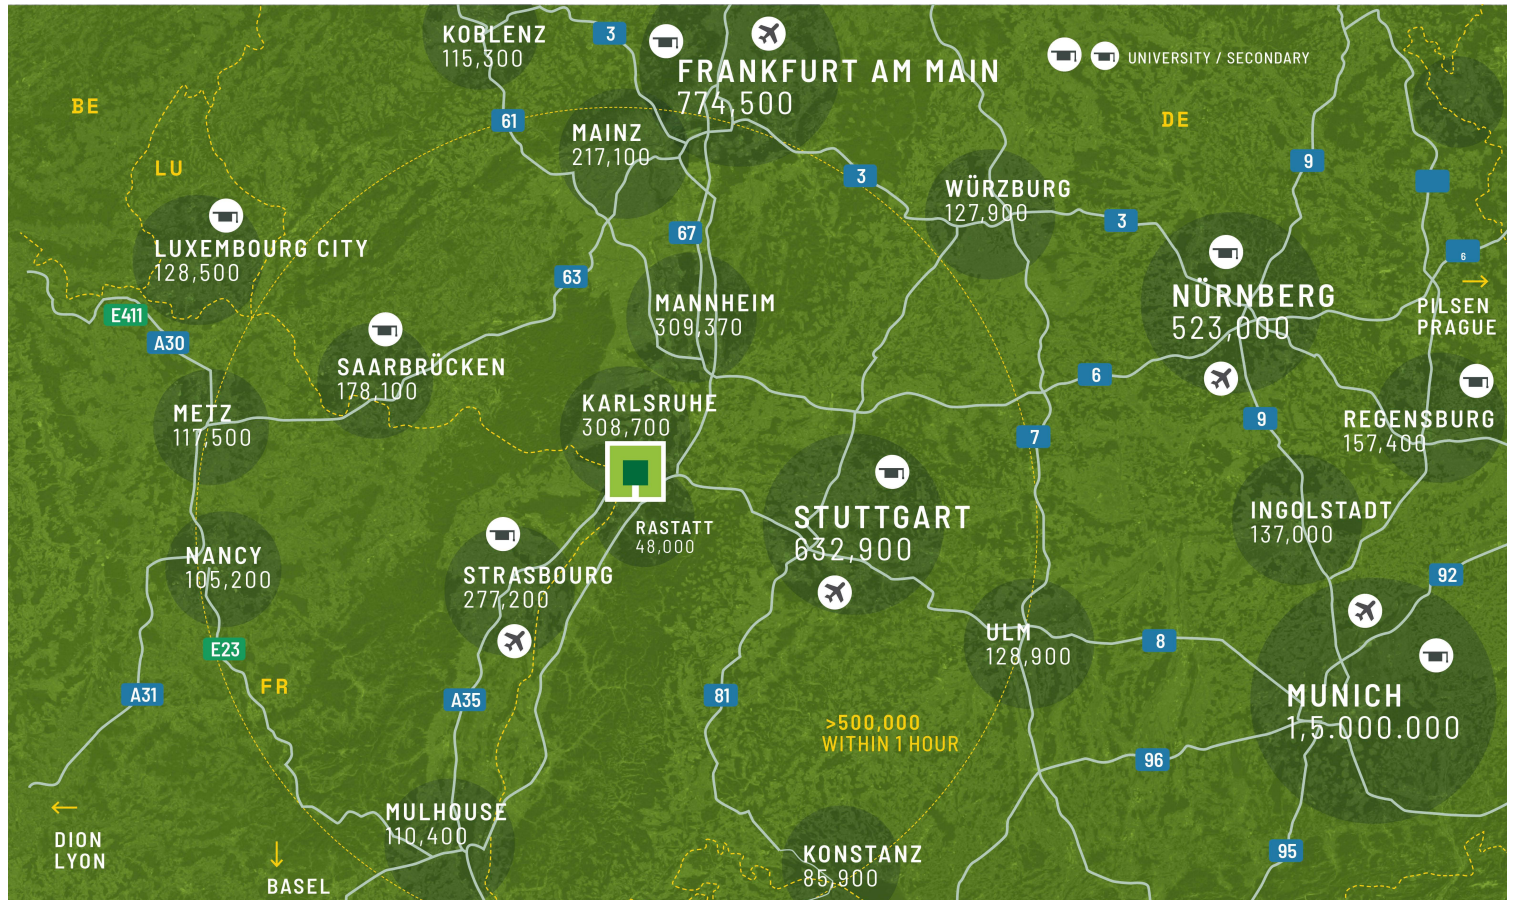 KOBLENZ
115,300
3
FRANKFURT AM MAIN
774,500
UNIVERSITY / SECONDARY
BE
61
MAINZ
217,100
DE
LU
3
9
WÜRZBURG
127,900
3
LUXEMBOURG CITY
128,500
67
63
6
E411
A30
MANNHEIM
309,370
NÜRNBERG
523,000
PILSEN
PRAGUE
SAARBRÜCKEN
178,100
6
METZ
117,500
KARLSRUHE
308,700
9
REGENSBURG
157,400
7
STUTTGART
632,900
INGOLSTADT
137,000
RASTATT
48,000
NANCY
105,200
STRASBOURG
277,200
92
E23
ULM
128,900
8
FR
A31
A35
81
MUNICH
1,5.000.000
>500,000
WITHIN 1 HOUR
96
MULHOUSE
110,400
DION
LYON
BASEL
KONSTANZ
85,900
95